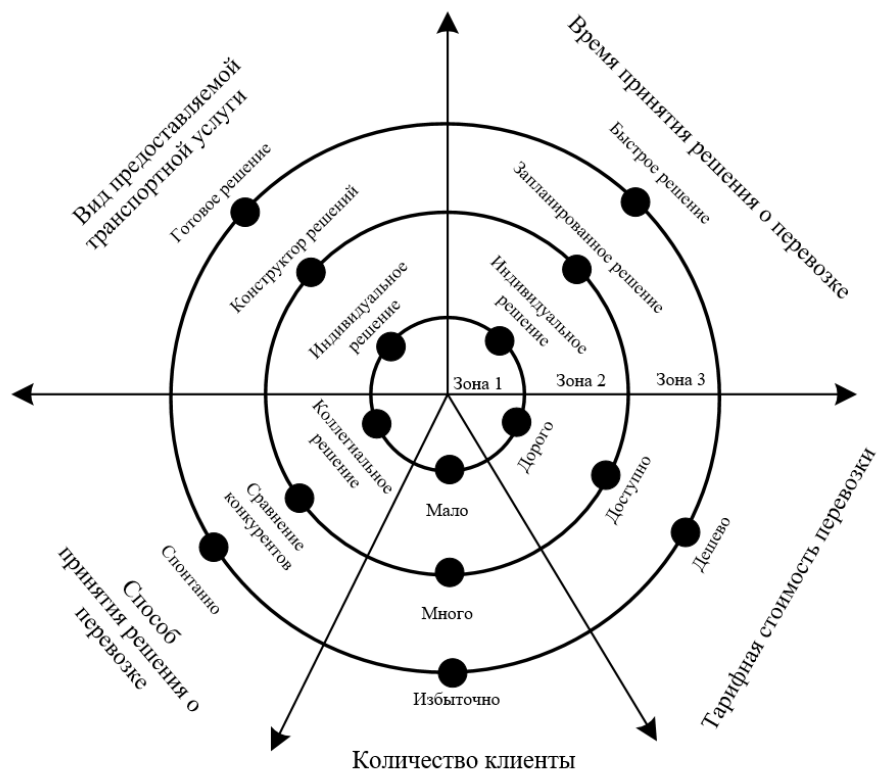 Вид предоставляемой
транспортной услуги
Время принятия решения о перевозке
Готовое решение
Быстрое решение
Конструктор решений
Запланированное решение
Индивидуальное
решение
Индивидуальное
решение
Зона 1
Зона 2
Зона 3
Коллегиальное
решение
Дорого
Мало
Сравнение
конкурентов
Доступно
Много
Спонтанно
Дешево
Избыточно
Способ
принятия решения о
перевозке
Тарифная стоимость перевозки
Количество клиенты